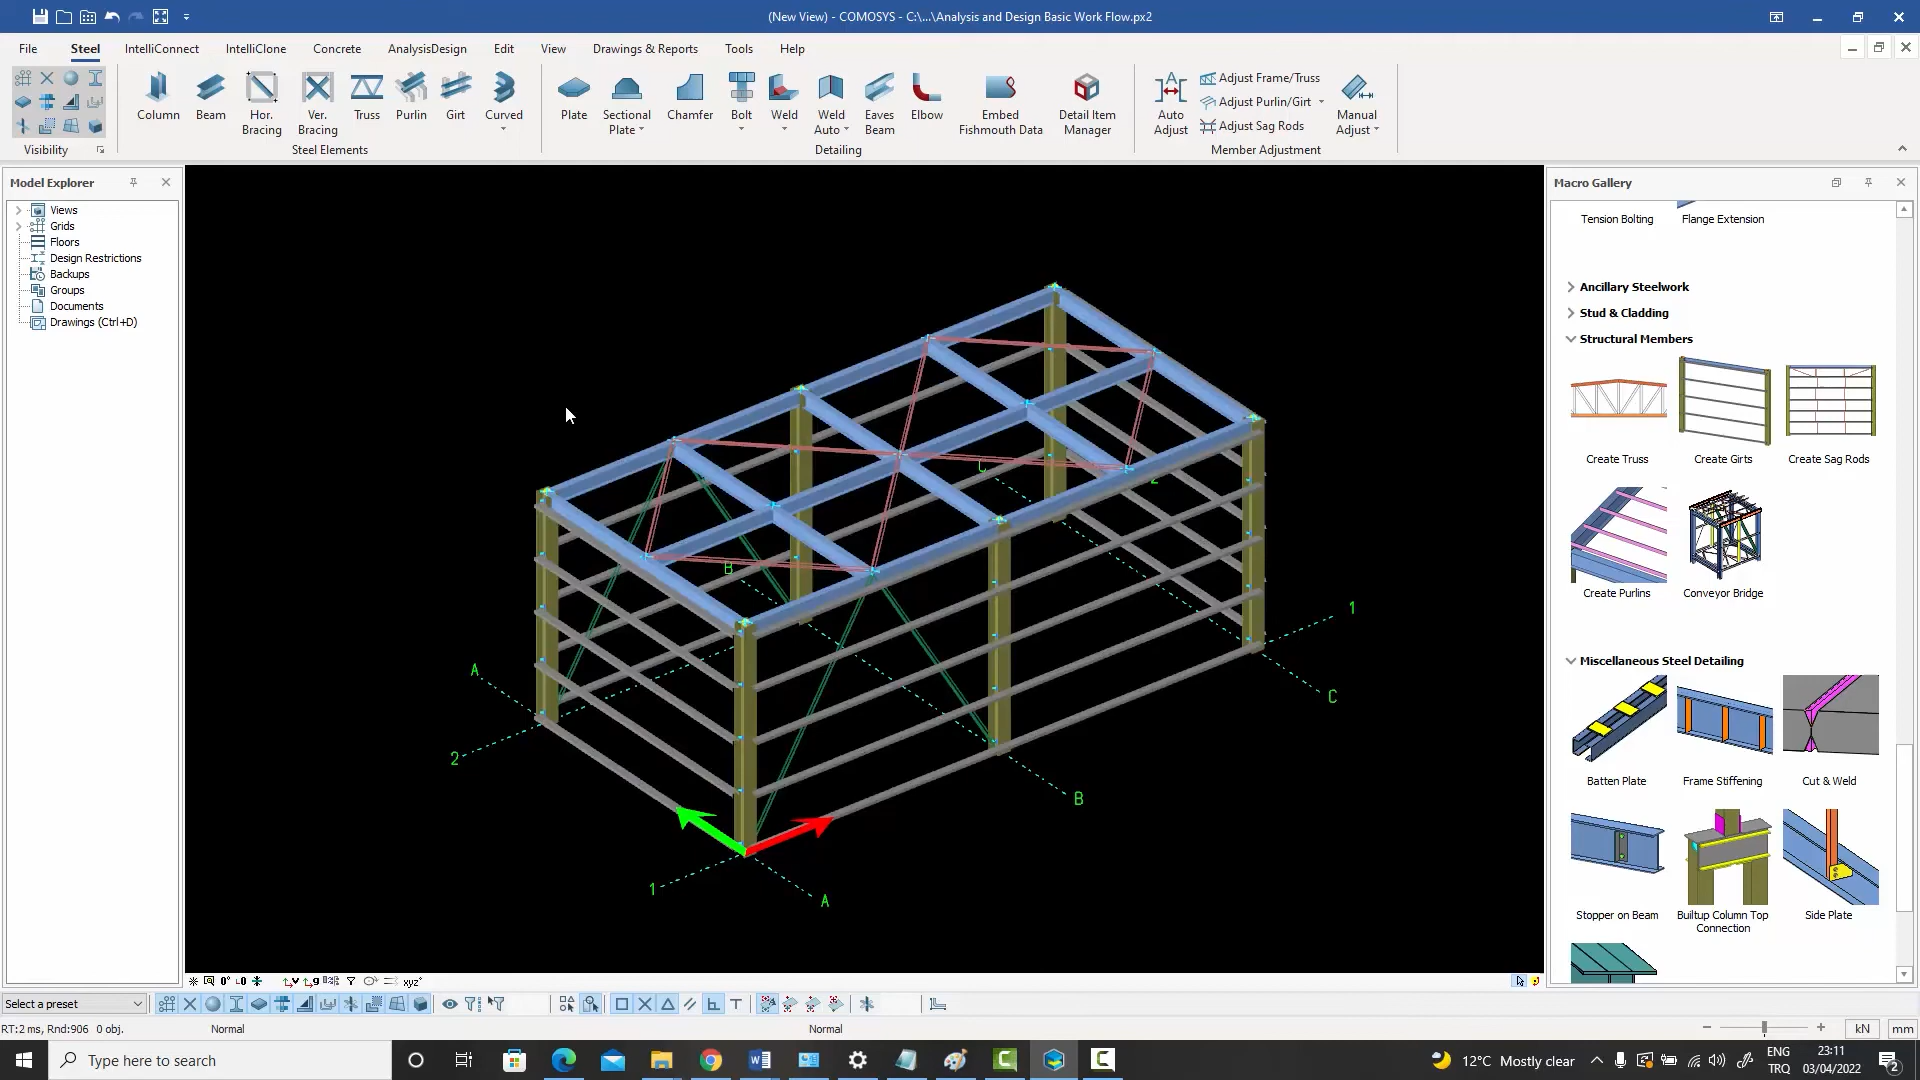 (New View) - COMOSYS - C:\...\Analysis and Design Basic Work Flow.px2
File Steel IntelliConnect IntelliClone Concrete AnalysisDesign Edit View Drawings & Reports Tools Help
Column Beam Hor. Bracing Ver. Bracing Truss Purlin Girt Curved
Plate Sectional Plate Chamfer Bolt Weld Weld Auto Eaves Beam Elbow Embed Fishmouth Data Detail Item Manager
Auto Adjust
Adjust Frame/Truss
Adjust Purlin/Girt
Adjust Sag Rods
Manual Adjust
Visibility Steel Elements Detailing Member Adjustment
Model Explorer
Views
Grids
Floors
Design Restrictions
Backups
Groups
Documents
Drawings (Ctrl+D)
C
2
B
1
A
C
2
B
1
A
Macro Gallery
Tension Bolting Flange Extension
Ancillary Steelwork
Stud & Cladding
Structural Members
Create Truss Create Girts Create Sag Rods
Create Purlins Conveyor Bridge
Miscellaneous Steel Detailing
Batten Plate Frame Stiffening Cut & Weld
Stopper on Beam Builtup Column Top Connection Side Plate
xyz
Select a preset
RT:2 ms, Rnd:906 0 obj. Normal Normal kN mm
Type here to search
12°C Mostly clear
ENG
TRQ
23:11
03/04/2022
2